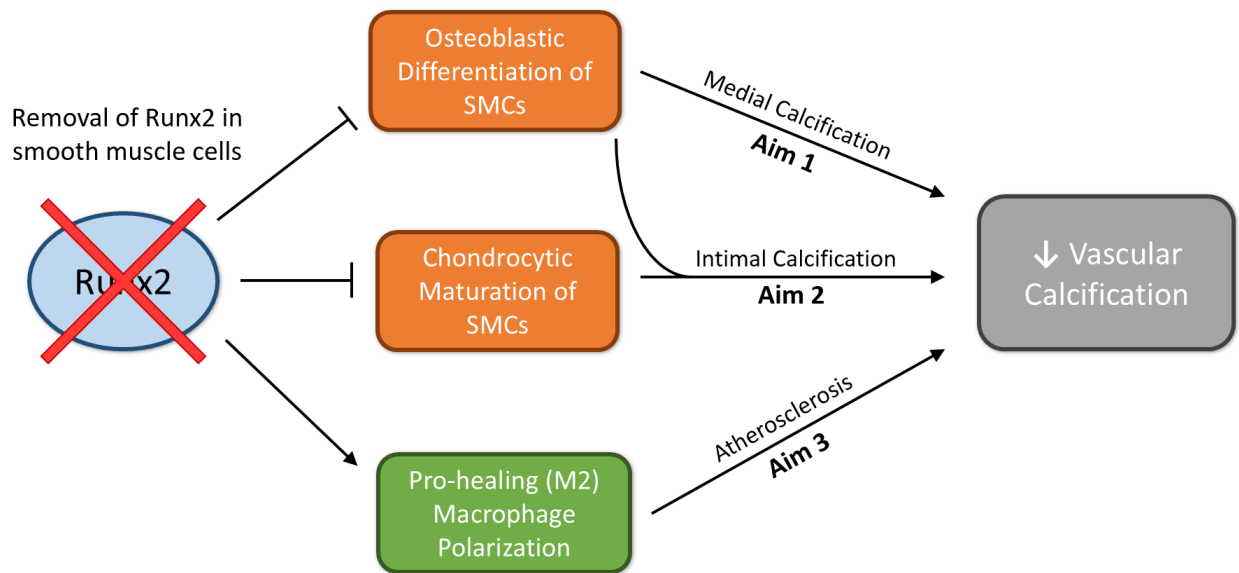 Removal of Runx2 in
smooth muscle cells
Runx2
Osteoblastic
Differentiation of
SMCs
Chondrocytic
Maturation of
SMCs
Pro-healing (M2)
Macrophage
Polarization
Medial Calcification
Aim 1
Intimal Calcification
Aim 2
Atherosclerosis
Aim 3
↓ Vascular
Calcification